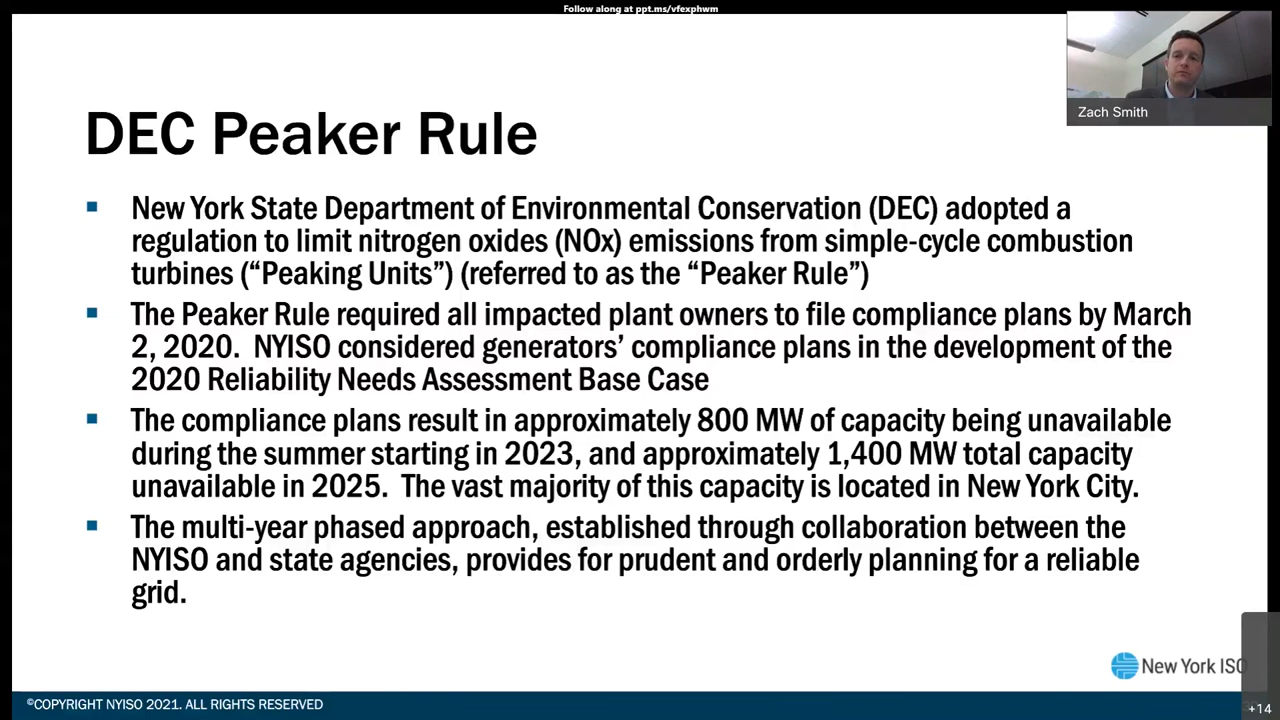 Follow along at ppt.ms/vfexphwm
Zach Smith
DEC Peaker Rule
New York State Department of Environmental Conservation (DEC) adopted a
regulation to limit nitrogen oxides (NOx) emissions from simple-cycle combustion
turbines (“Peaking Units”) (referred to as the “Peaker Rule”)
The Peaker Rule required all impacted plant owners to file compliance plans by March
2, 2020.  NYISO considered generators’ compliance plans in the development of the
2020 Reliability Needs Assessment Base Case
The compliance plans result in approximately 800 MW of capacity being unavailable
during the summer starting in 2023, and approximately 1,400 MW total capacity
unavailable in 2025.  The vast majority of this capacity is located in New York City.
The multi-year phased approach, established through collaboration between the
NYISO and state agencies, provides for prudent and orderly planning for a reliable
grid.
New York ISO
©COPYRIGHT NYISO 2021. ALL RIGHTS RESERVED
+14